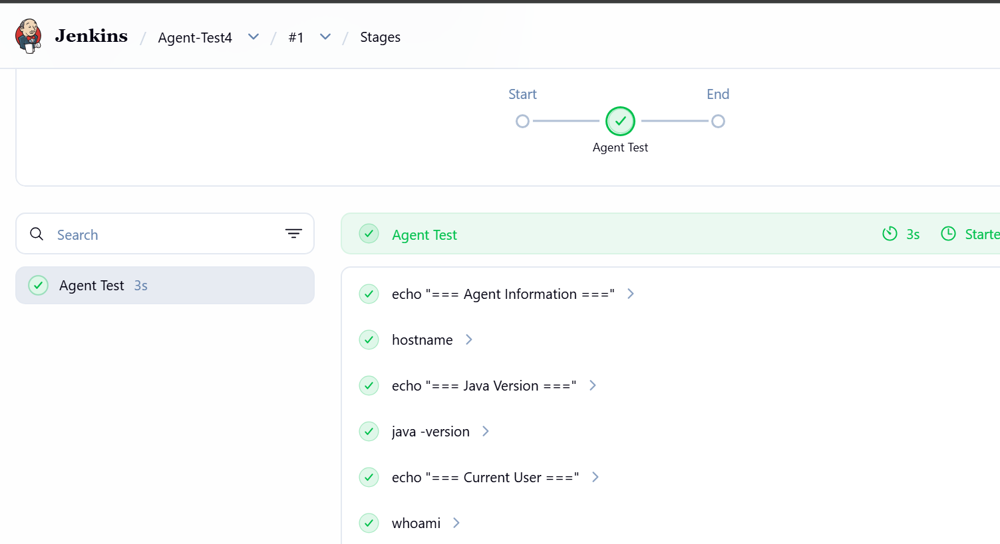 Jenkins / Agent-Test4 / #1 / Stages
Start
End
Agent Test
Search
Agent Test 3s
Agent Test
3s
Starte
echo "=== Agent Information ==="
hostname
echo "=== Java Version ==="
java -version
echo "=== Current User ==="
whoami